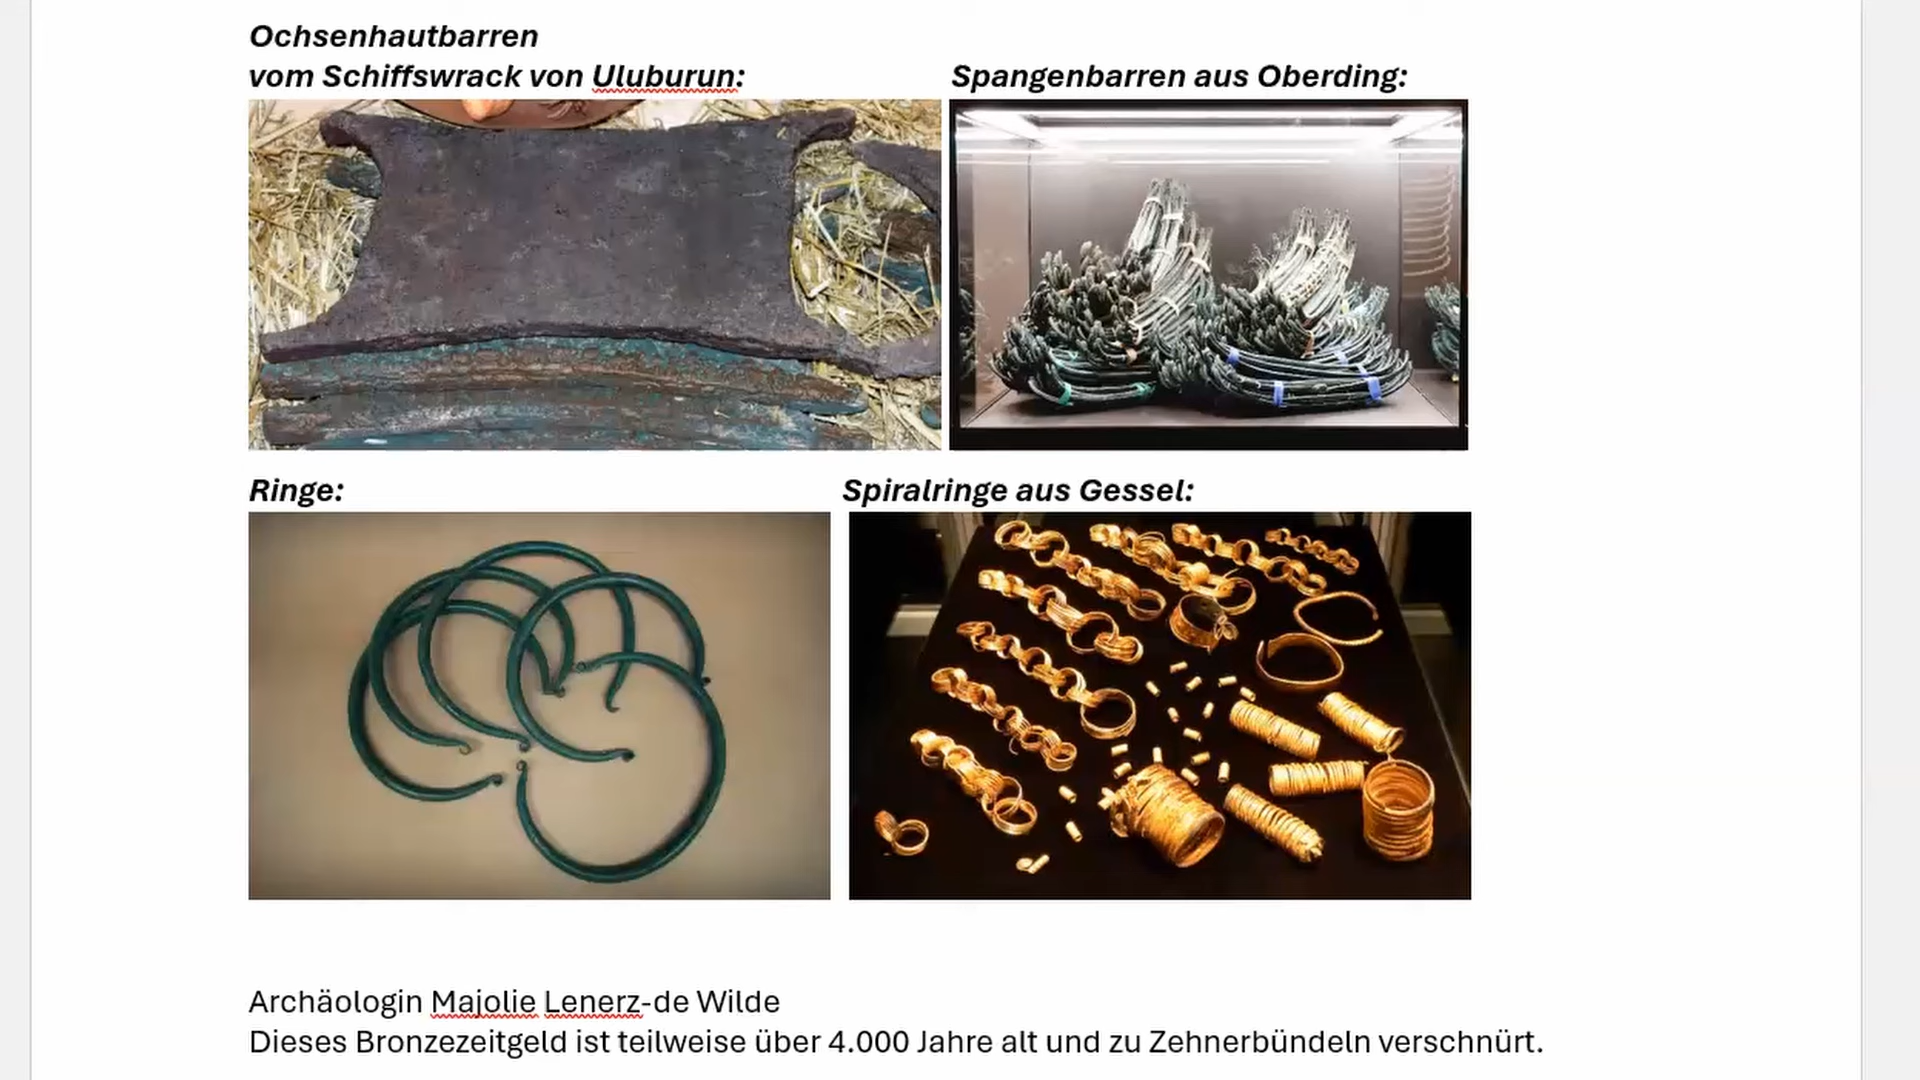 Ochsenhautbarren
vom Schiffswrack von Uluburun:
Spangenbarren aus Oberding:
Ringe:
Spiralringe aus Gessel:
Archäologin Majolie Lenerz-de Wilde
Dieses Bronzezeitgeld ist teilweise über 4.000 Jahre alt und zu Zehnerbündeln verschnürt.